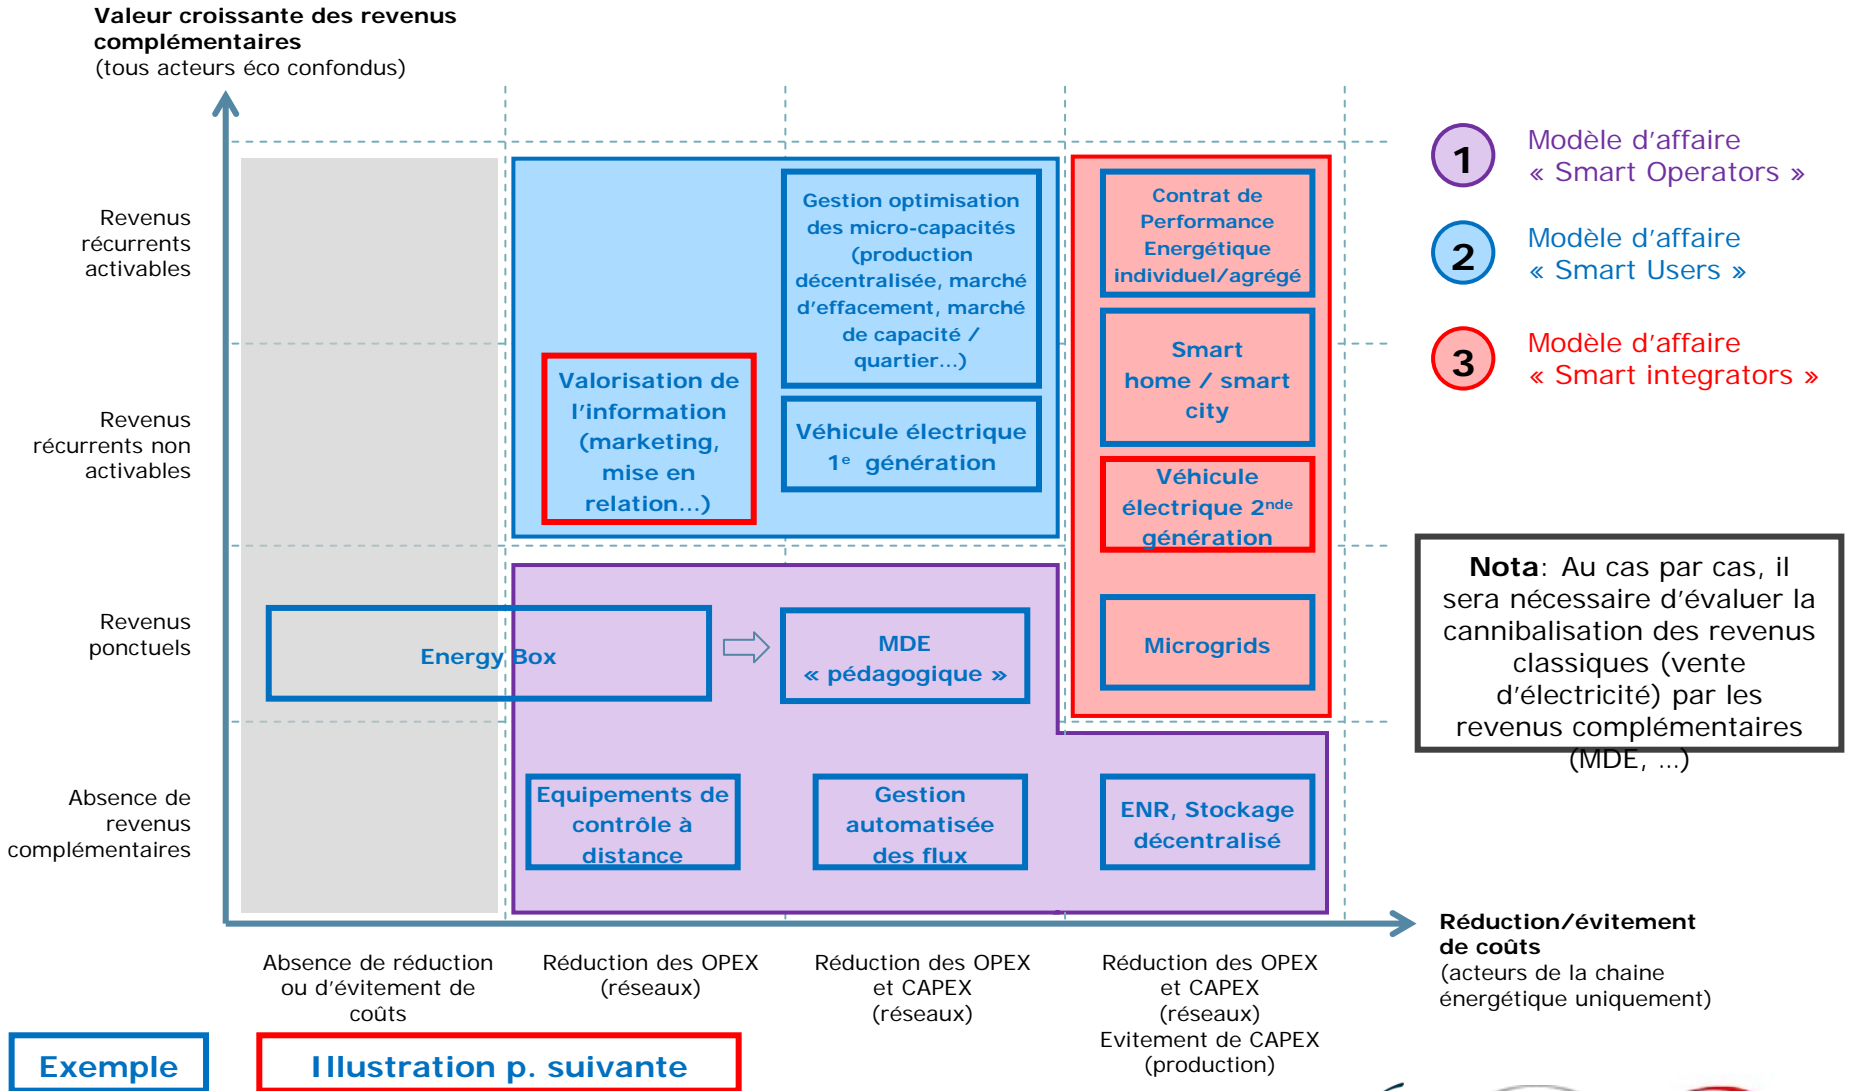 Valeur croissante des revenus
complémentaires
(tous acteurs éco confondus)
Revenus
récurrents
activables
Revenus
récurrents non
activables
Revenus
ponctuels
Absence de
revenus
complémentaires
Gestion optimisation
des micro-capacités
(production
décentralisée, marché
d'effacement, marché
de capacité /
quartier...)
Contrat de
Performance
Energétique
individuel/agrégé
Valorisation de
l'information
(marketing,
mise en
relation...)
Véhicule électrique
1e génération
Smart
home / smart
city
Véhicule
électrique 2nde
génération
Energy Box
MDE
« pédagogique »
Microgrids
Equipements de
contrôle à
distance
Gestion
automatisée
des flux
ENR, Stockage
décentralisé
1
Modèle d'affaire
« Smart Operators »
2
Modèle d'affaire
« Smart Users »
3
Modèle d'affaire
« Smart integrators »
Nota: Au cas par cas, il
sera nécessaire d'évaluer la
cannibalisation des revenus
classiques (vente
d'électricité) par les
revenus complémentaires
(MDE, ...)
Réduction/évitement
de coûts
(acteurs de la chaine
énergétique uniquement)
Absence de réduction
ou d'évitement de
coûts
Réduction des OPEX
(réseaux)
Réduction des OPEX
et CAPEX
(réseaux)
Réduction des OPEX
et CAPEX
(réseaux)
Evitement de CAPEX
(production)
Exemple
Illustration p. suivante